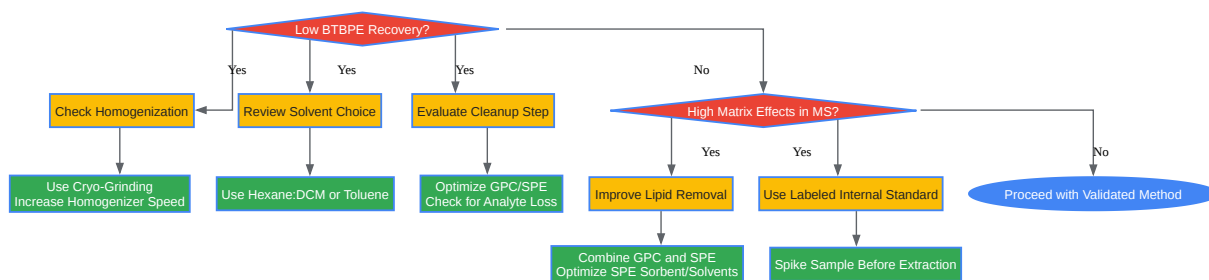 Low BTBPE Recovery?
Yes
Yes
Yes
No
Check Homogenization
Review Solvent Choice
Evaluate Cleanup Step
High Matrix Effects in MS?
Yes
Yes
No
Use Cryo-Grinding
Increase Homogenizer Speed
Use Hexane:DCM or Toluene
Optimize GPC/SPE
Check for Analyte Loss
Improve Lipid Removal
Use Labeled Internal Standard
Proceed with Validated Method
Combine GPC and SPE
Optimize SPE Sorbent/Solvents
Spike Sample Before Extraction